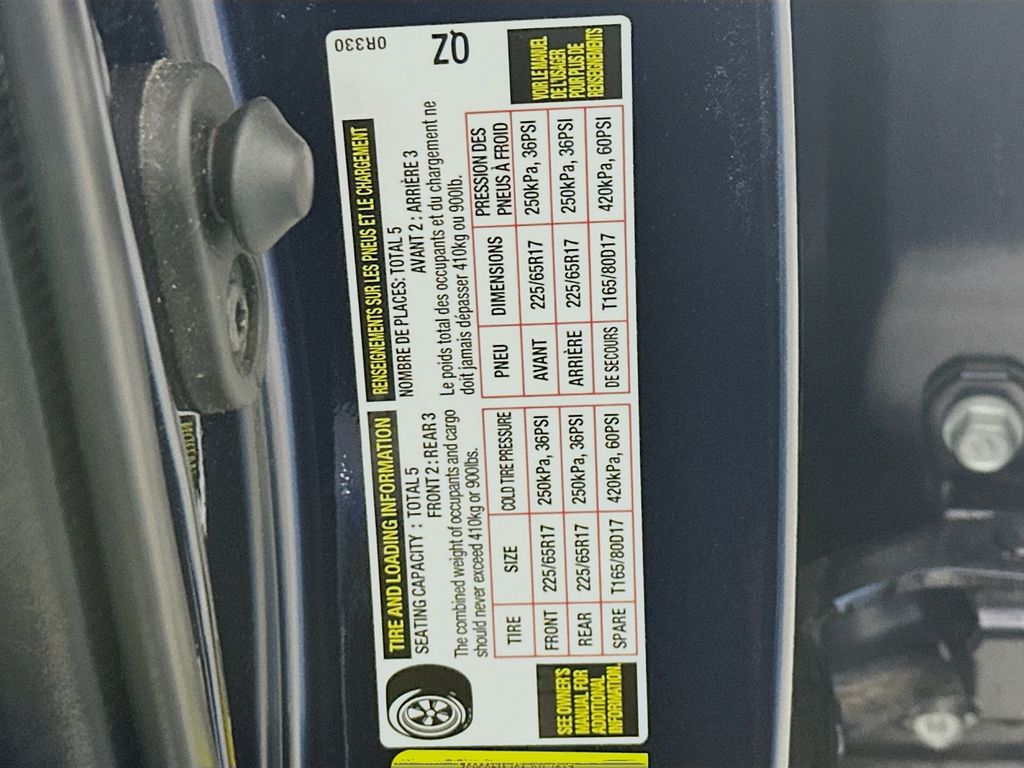 TIRE AND LOADING INFORMATION
SEATING CAPACITY : TOTAL 5
FRONT 2 : REAR 3
The combined weight of occupants and cargo
should never exceed 410kg or 900lbs.
TIRE SIZE COLD TIRE PRESSURE
FRONT 225/65R17 250kPa, 36PSI
REAR 225/65R17 250kPa, 36PSI
SPARE T165/80D17 420kPa, 60PSI
SEE OWNER'S
MANUAL FOR
ADDITIONAL
INFORMATION.
RENSEIGNEMENTS SUR LES PNEUS ET LE CHARGEMENT
NOMBRE DE PLACES: TOTAL 5
AVANT 2 : ARRIÈRE 3
Le poids total des occupants et du chargement ne
doit jamais dépasser 410kg ou 900lb.
PNEU DIMENSIONS PRESSION DES
PNEUS À FROID
AVANT 225/65R17 250kPa, 36PSI
ARRIÈRE 225/65R17 250kPa, 36PSI
DE SECOURS T165/80D17 420kPa, 60PSI
0R330
QZ
VOIR LE MANUEL
DE L'USAGER
POUR PLUS DE
RENSEIGNEMENTS